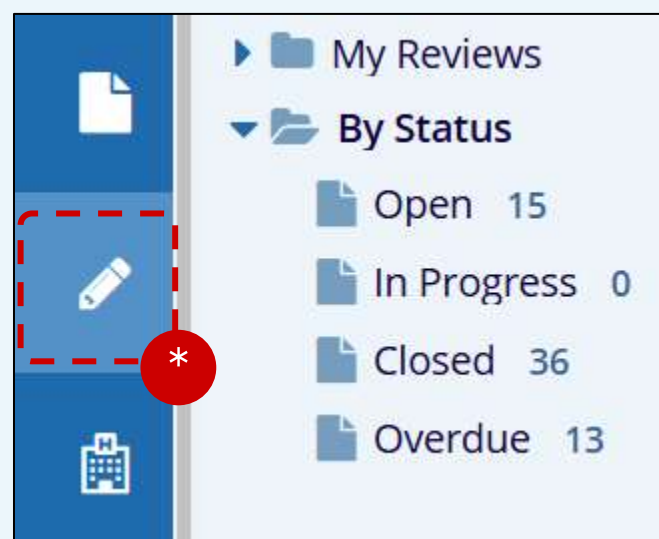 My Reviews
By Status
Open 15
In Progress 0
Closed 36
Overdue 13
*
H